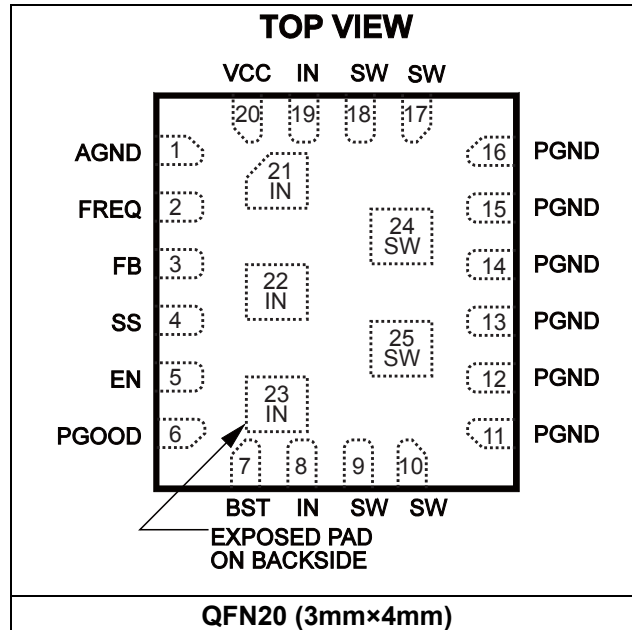 TOP VIEW
VCC IN SW SW
20 19 18 17
AGND 1 16 PGND
21
IN
FREQ 2 15 PGND
24
SW
FB 3 14 PGND
22
IN
SS 4 13 PGND
25
SW
EN 5 12 PGND
23
IN
PGOOD 6 11 PGND
7 8 9 10
BST IN SW SW
EXPOSED PAD
ON BACKSIDE
QFN20 (3mm×4mm)